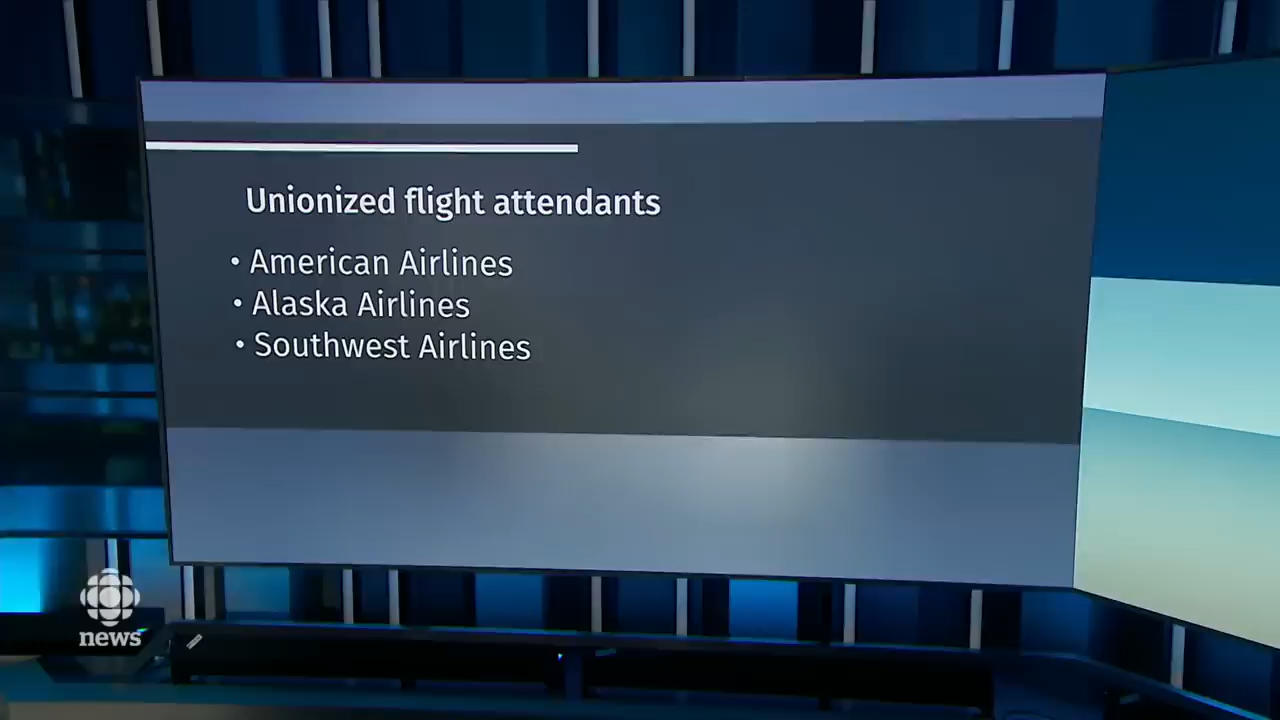 Unionized flight attendants
• American Airlines
• Alaska Airlines
• Southwest Airlines
news